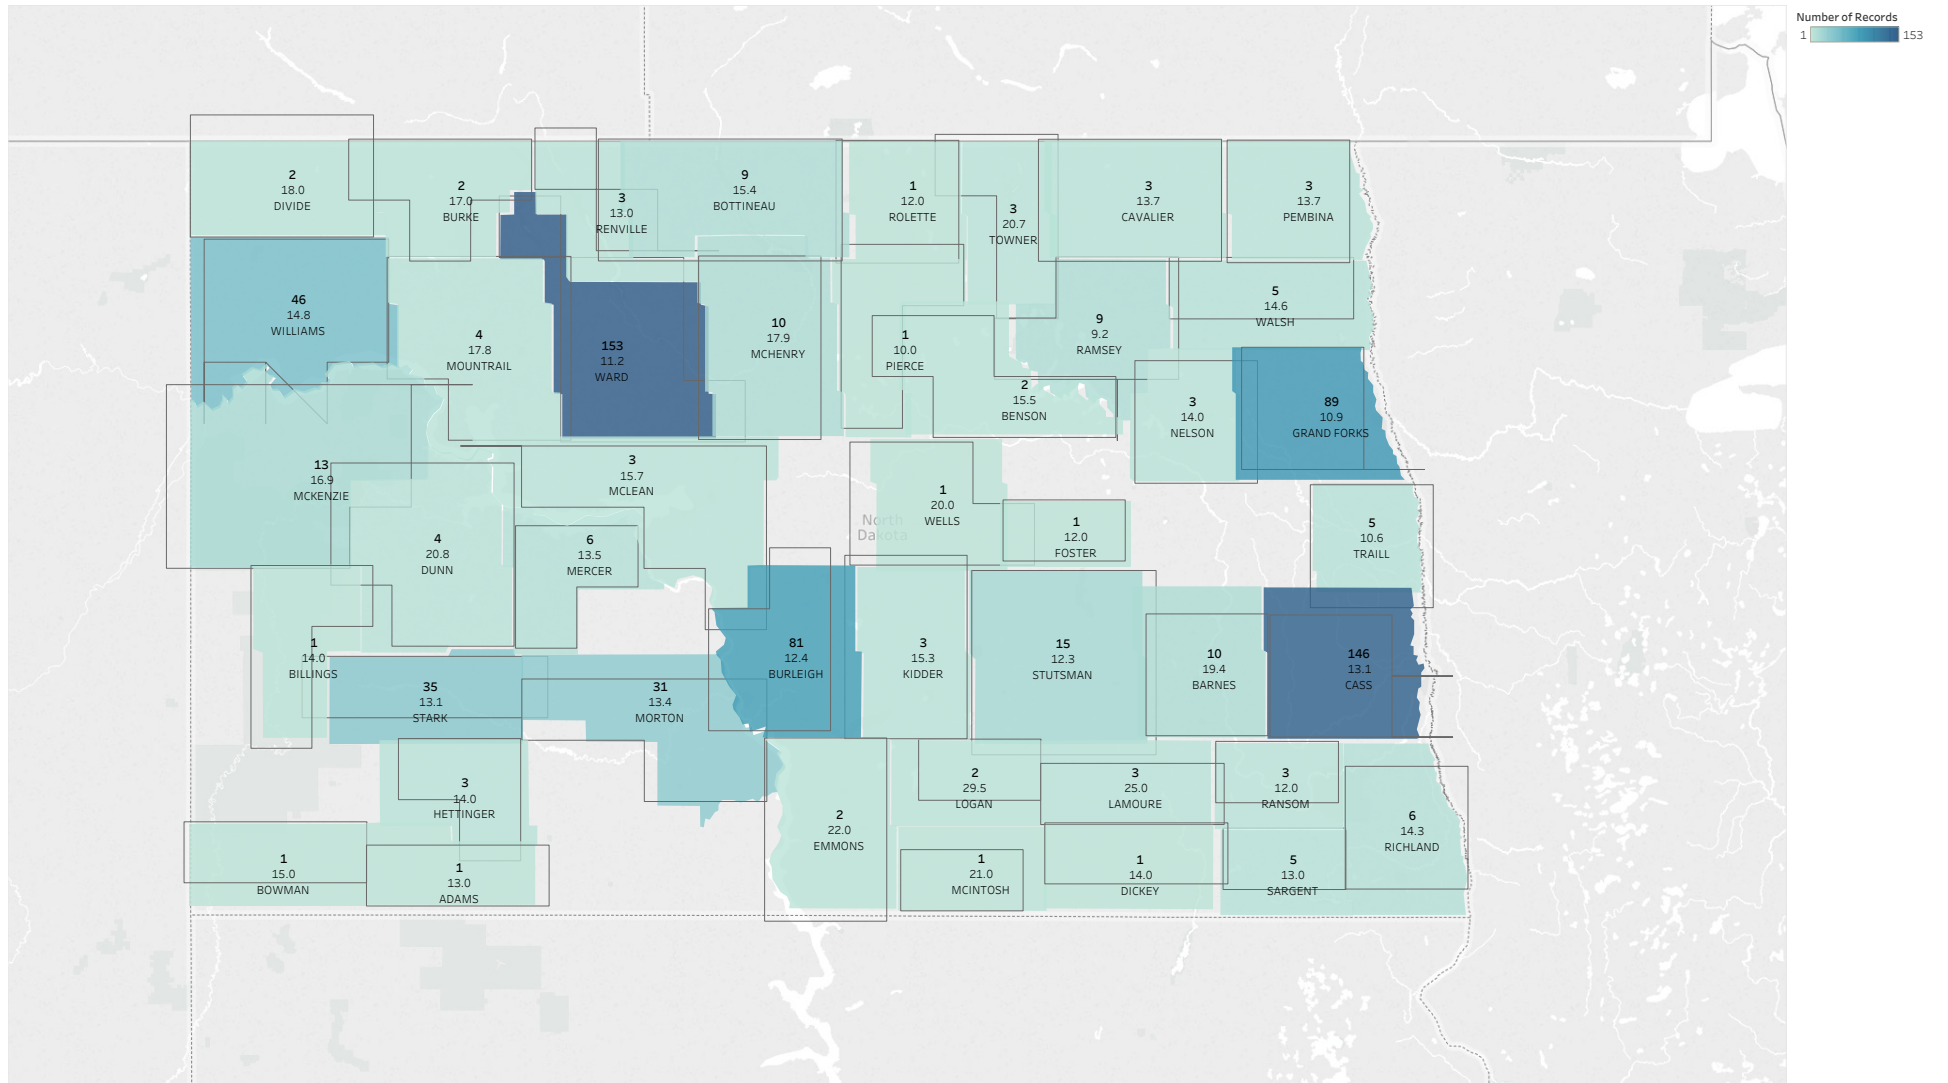 Number of Records
1 153
2
18.0
DIVIDE
2
17.0
BURKE
3
13.0
RENVILLE
9
15.4
BOTTINEAU
1
12.0
ROLETTE
3
20.7
TOWNER
3
13.7
CAVALIER
3
13.7
PEMBINA
46
14.8
WILLIAMS
4
17.8
MOUNTRAIL
153
11.2
WARD
10
17.9
MCHENRY
1
10.0
PIERCE
9
9.2
RAMSEY
5
14.6
WALSH
2
15.5
BENSON
3
14.0
NELSON
89
10.9
GRAND FORKS
13
16.9
MCKENZIE
3
15.7
MCLEAN
4
20.8
DUNN
6
13.5
MERCER
1
20.0
WELLS
North
Dakota
1
12.0
FOSTER
5
10.6
TRAILL
1
14.0
BILLINGS
35
13.1
STARK
31
13.4
MORTON
81
12.4
BURLEIGH
3
15.3
KIDDER
15
12.3
STUTSMAN
10
19.4
BARNES
146
13.1
CASS
3
14.0
HETTINGER
2
29.5
LOGAN
3
25.0
LAMOURE
3
12.0
RANSOM
2
22.0
EMMONS
6
14.3
RICHLAND
1
15.0
BOWMAN
1
13.0
ADAMS
1
21.0
MCINTOSH
1
14.0
DICKEY
5
13.0
SARGENT